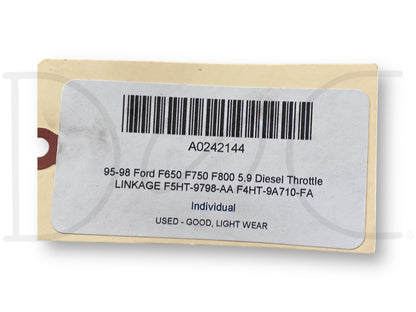 A0242144
95-98 Ford F650 F750 F800 5.9 Diesel Throttle
LINKAGE F5HT-9798-AA F4HT-9A710-FA
Individual
USED - GOOD, LIGHT WEAR